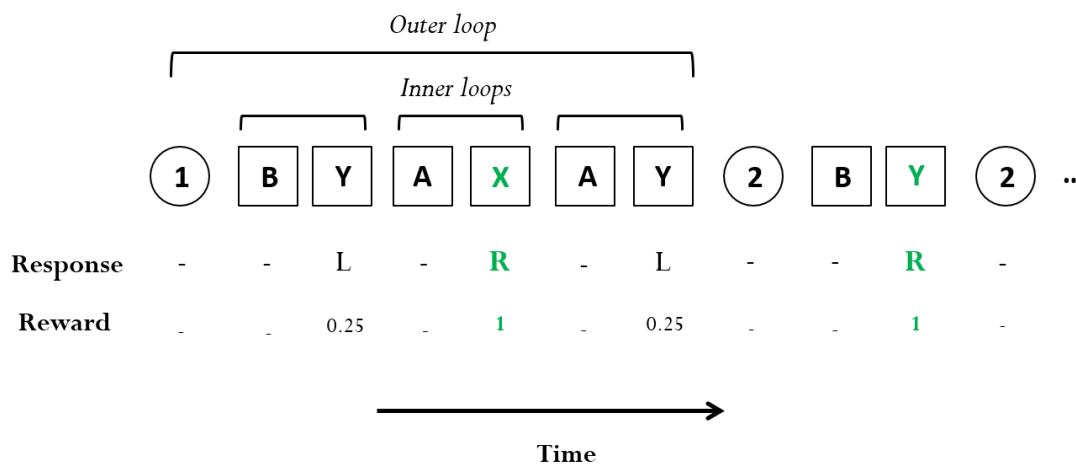 Outer loop
Inner loops
1 B Y A X A Y 2 B Y 2 ..
Response - - L - R - L - - R -
Reward - - 0.25 - 1 - 0.25 - - 1 -
Time